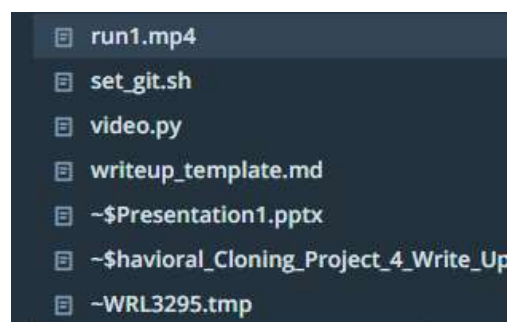 run1.mp4
set_git.sh
video.py
writeup_template.md
~$Presentation1.pptx
~$havioral_Cloning_Project_4_Write_Up
~WRL3295.tmp